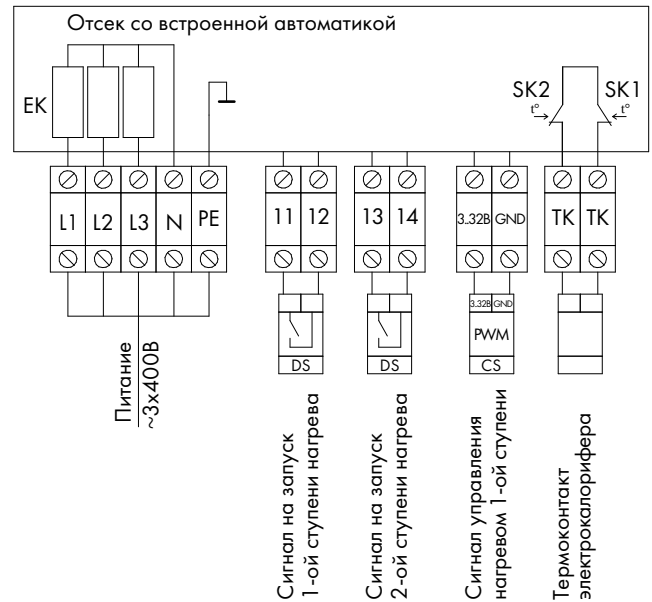 Отсек со встроенной автоматикой
EK
SK2
SK1
t°
t°
L1 L2 L3 N PE
11 12
13 14
3..32В GND
TK TK
3..32В GND
PWM
DS
DS
CS
Питание
~3x400В
Сигнал на запуск
1-ой ступени нагрева
Сигнал на запуск
2-ой ступени нагрева
Сигнал управления
нагревом 1-ой ступени
Термоконтакт
электрокалорифера